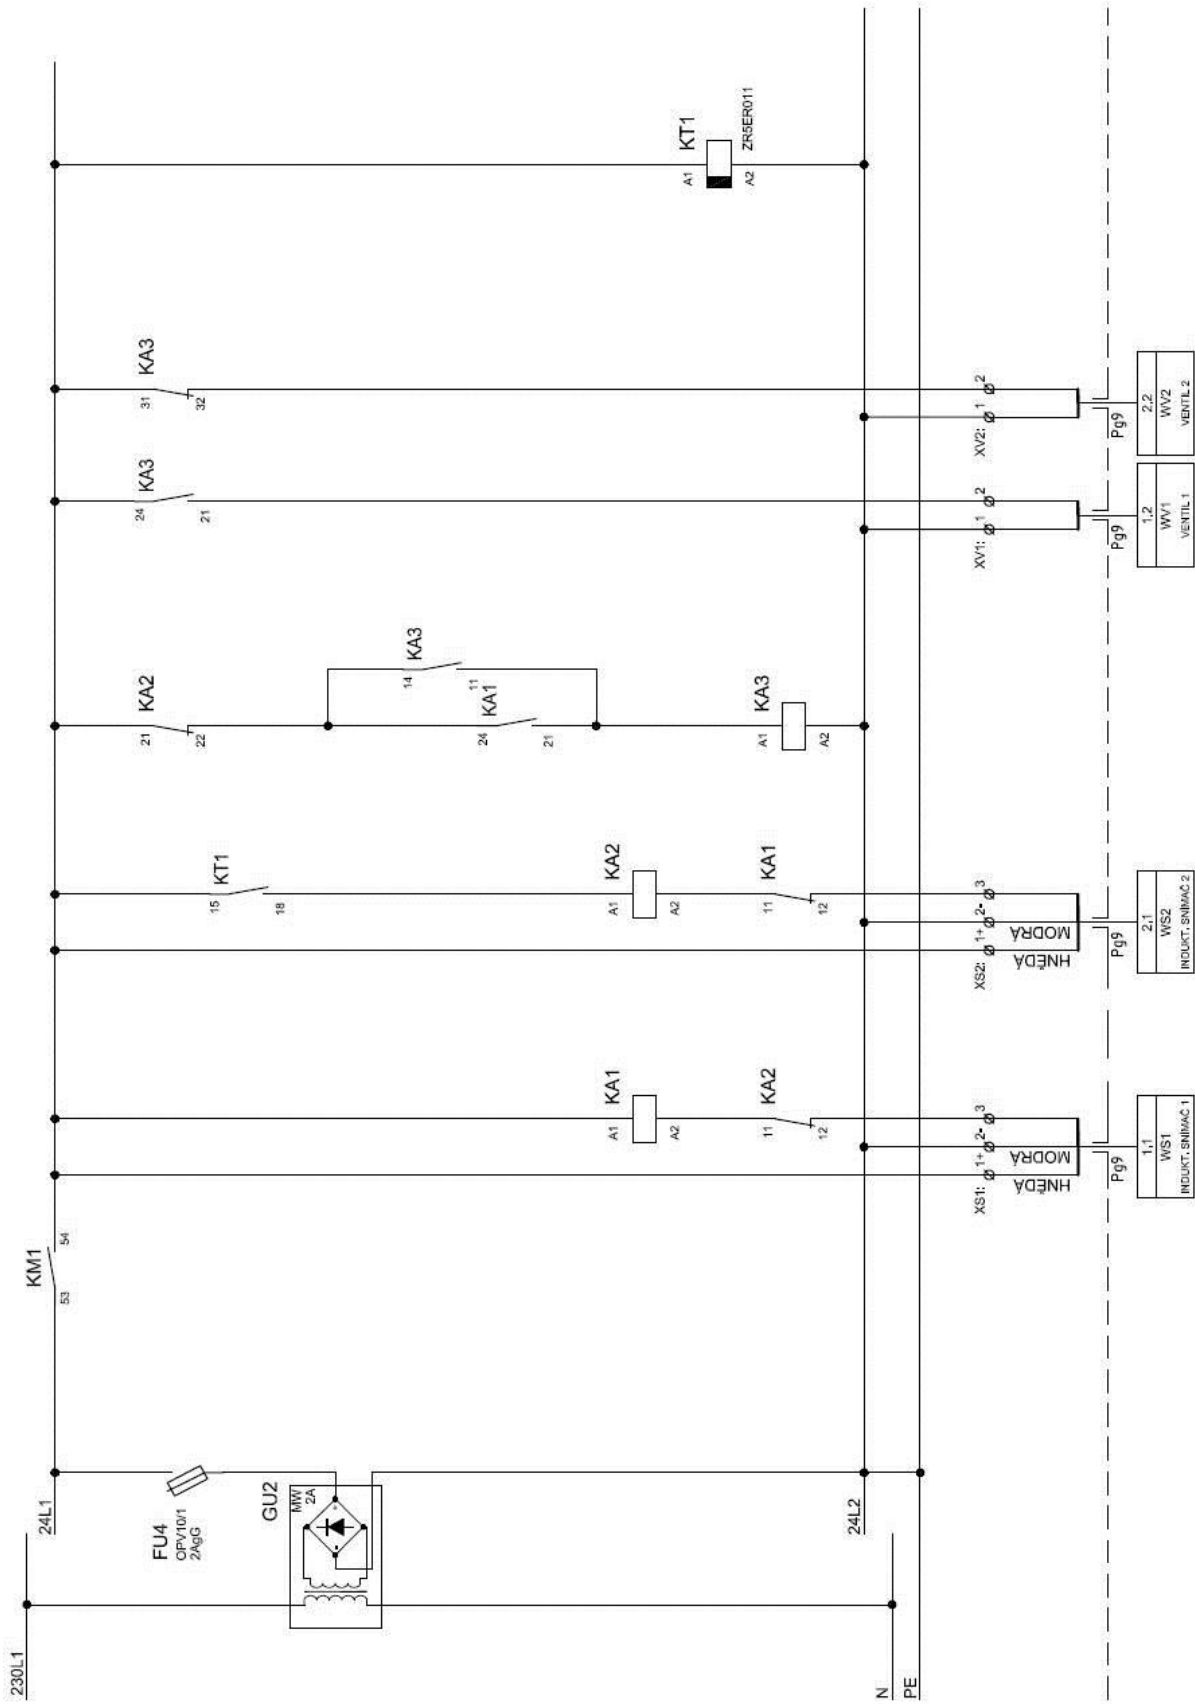 230L1
24L1
FU4
OPV10/1
2AgG
GU2
MW
2A
24L2
N
PE
KM1
53
54
KA1
A1
A2
KA2
11
12
XS1:
1+
2-
3
HNĚDÁ
MODRÁ
Pg9
1.1
WS1
INDUKT. SNÍMAČ 1
KT1
15
18
KA2
A1
A2
KA1
11
12
XS2:
1+
2-
3
HNĚDÁ
MODRÁ
Pg9
2.1
WS2
INDUKT. SNÍMAČ 2
KA2
21
22
KA3
14
11
KA1
24
21
KA3
A1
A2
KA3
24
21
XV1:
1
2
Pg9
1.2
WV1
VENTIL 1
KA3
31
32
XV2:
1
2
Pg9
2.2
WV2
VENTIL 2
KT1
A1
A2
ZR5ER011